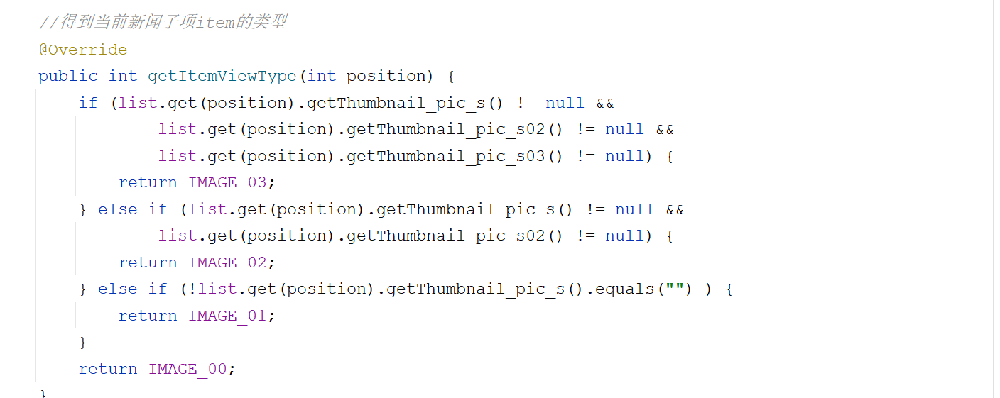 //得到当前新闻子项item的类型
@Override
public int getItemViewType(int position) {
if (list.get(position).getThumbnail_pic_s() != null &&
list.get(position).getThumbnail_pic_s02() != null &&
list.get(position).getThumbnail_pic_s03() != null) {
return IMAGE_03;
} else if (list.get(position).getThumbnail_pic_s() != null &&
list.get(position).getThumbnail_pic_s02() != null) {
return IMAGE_02;
} else if (!list.get(position).getThumbnail_pic_s().equals("") ) {
return IMAGE_01;
}
return IMAGE_00;
}